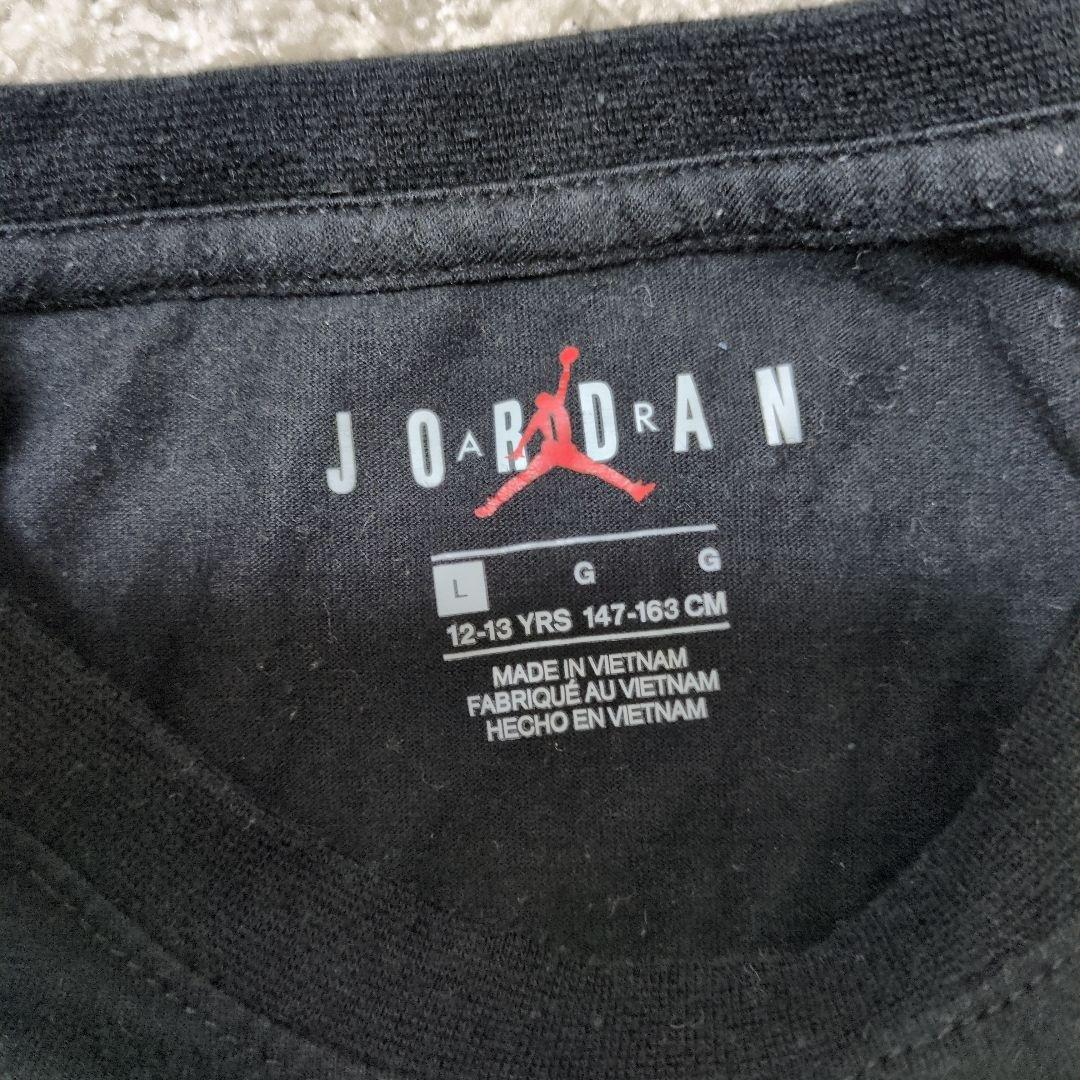 JORDAN
AIR
L G G
12-13 YRS 147-163 CM
MADE IN VIETNAM
FABRIQUÉ AU VIETNAM
HECHO EN VIETNAM